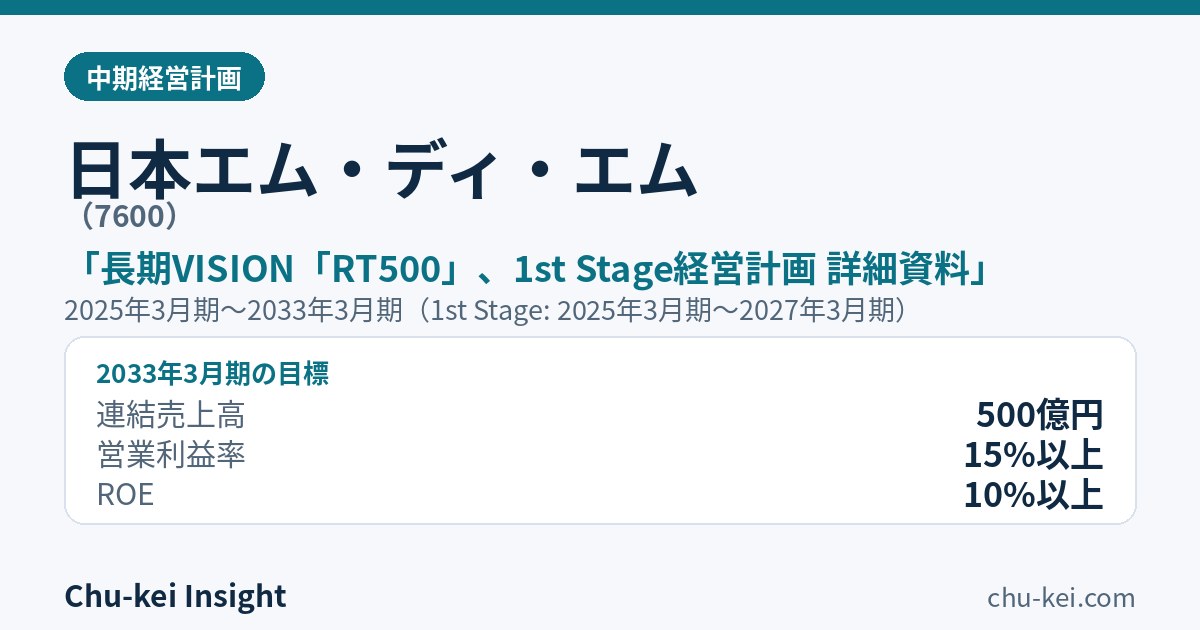 中期経営計画
日本エム・ディ・エム
（7600）
「長期VISION「RT500」、1st Stage経営計画 詳細資料」
2025年3月期～2033年3月期（1st Stage: 2025年3月期～2027年3月期）
2033年3月期の目標
連結売上高 500億円
営業利益率 15%以上
ROE 10%以上
Chu-kei Insight chu-kei.com